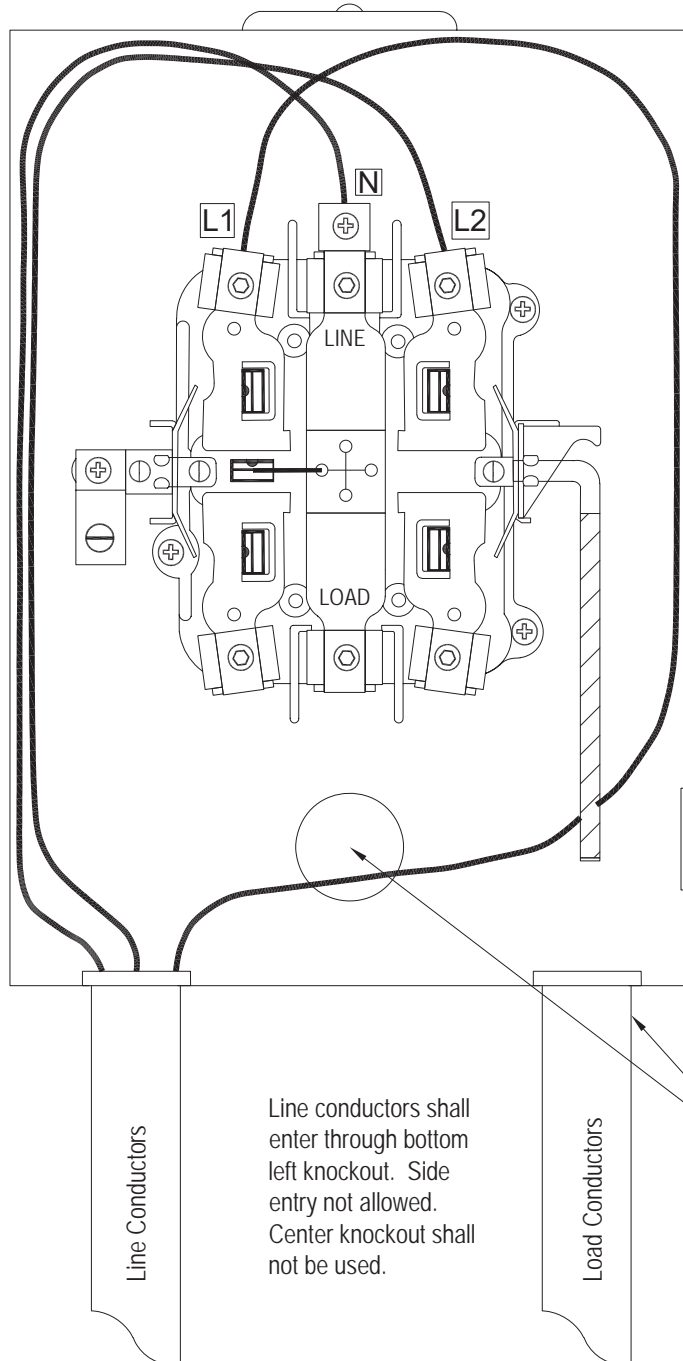 N
L1
L2
LINE
LOAD
Line Conductors
Line conductors shall
enter through bottom
left knockout. Side
entry not allowed.
Center knockout shall
not be used.
Load Conductors